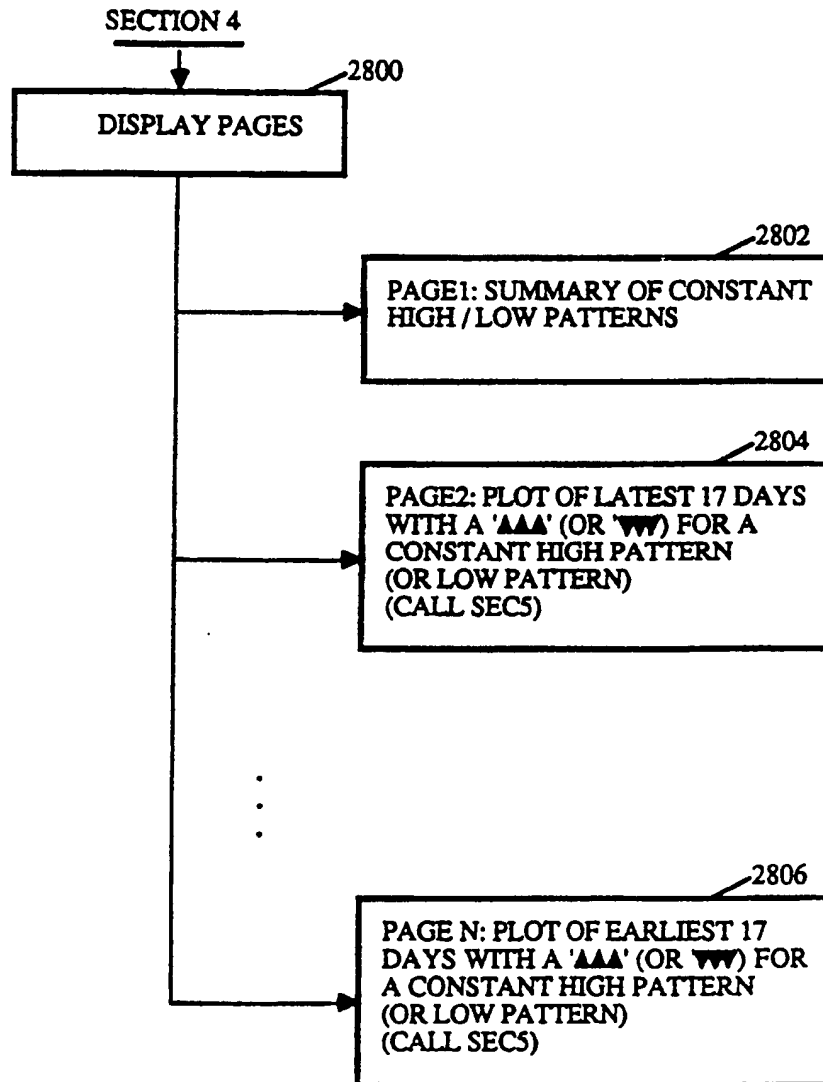 SECTION 4
2800
DISPLAY PAGES
2802
PAGE1: SUMMARY OF CONSTANT
HIGH / LOW PATTERNS
2804
PAGE2: PLOT OF LATEST 17 DAYS
WITH A '▲▲▲' (OR '▼▼▼') FOR A
CONSTANT HIGH PATTERN
(OR LOW PATTERN)
(CALL SEC5)
2806
PAGE N: PLOT OF EARLIEST 17
DAYS WITH A '▲▲▲' (OR '▼▼▼') FOR
A CONSTANT HIGH PATTERN
(OR LOW PATTERN)
(CALL SEC5)